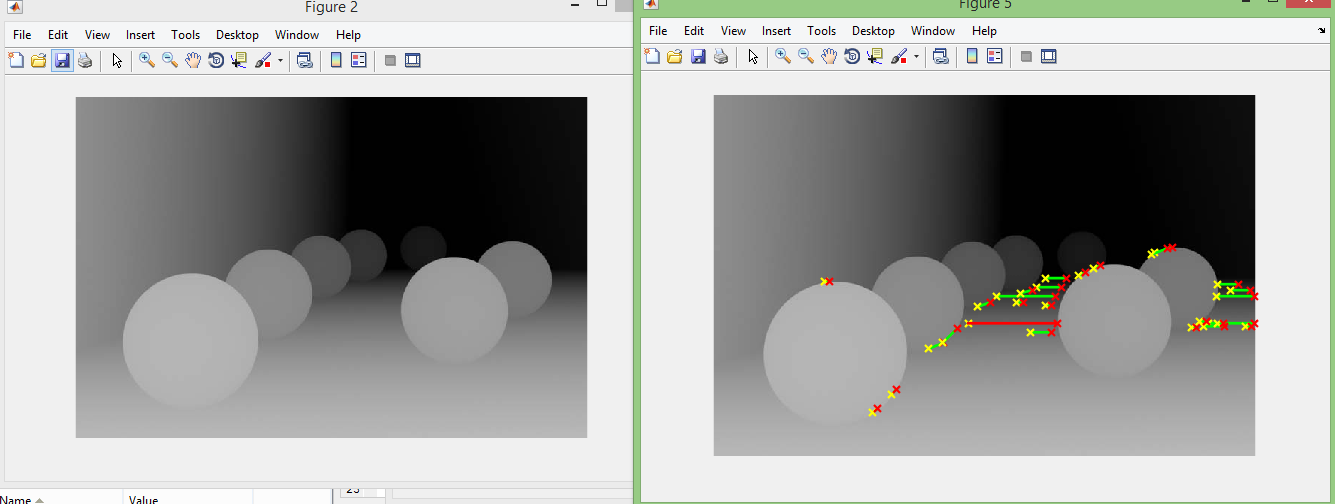 Figure 2
File Edit View Insert Tools Desktop Window Help
Name Value
25
Figure 5
File Edit View Insert Tools Desktop Window Help